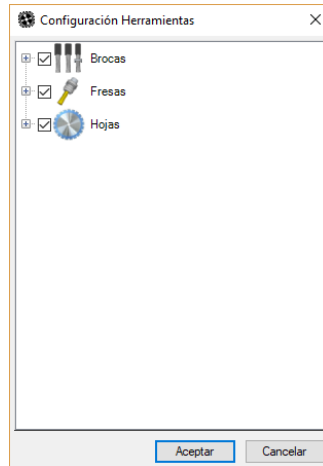 Configuración Herramientas
Brocas
Fresas
Hojas
Aceptar Cancelar